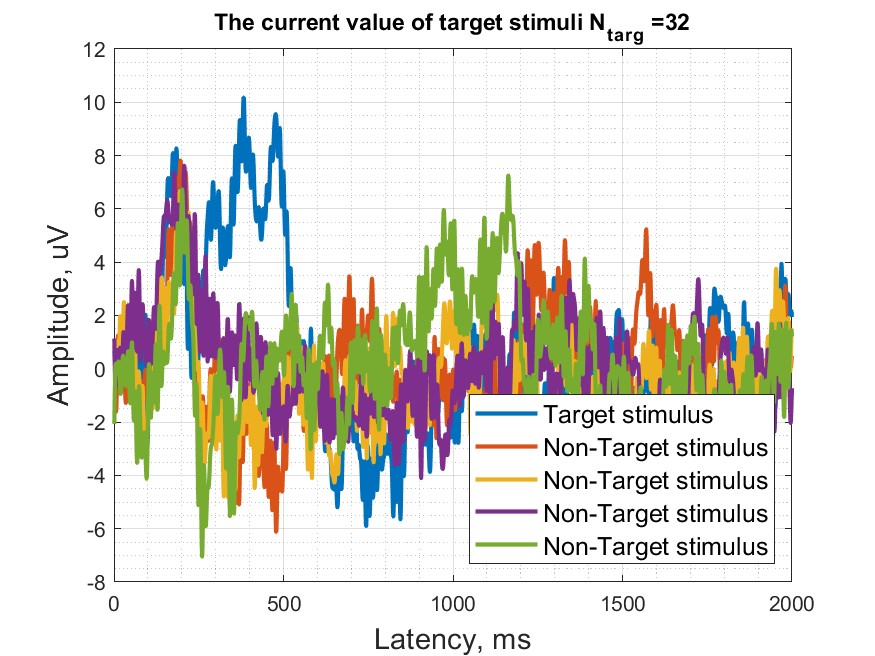 The current value of target stimuli N_targ =32
12
10
8
6
4
2
0
-2
-4
-6
-8
Amplitude, uV
0 500 1000 1500 2000
Latency, ms
Target stimulus
Non-Target stimulus
Non-Target stimulus
Non-Target stimulus
Non-Target stimulus